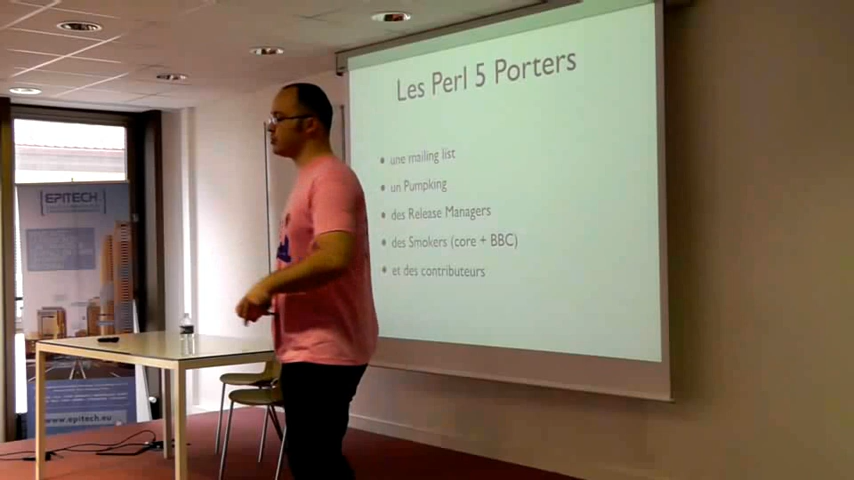 Les Perl 5 Porters
• une mailing list
• un Pumpking
• des Release Managers
• des Smokers (core + BBC)
• et des contributeurs
EPITECH
www.epitech.eu